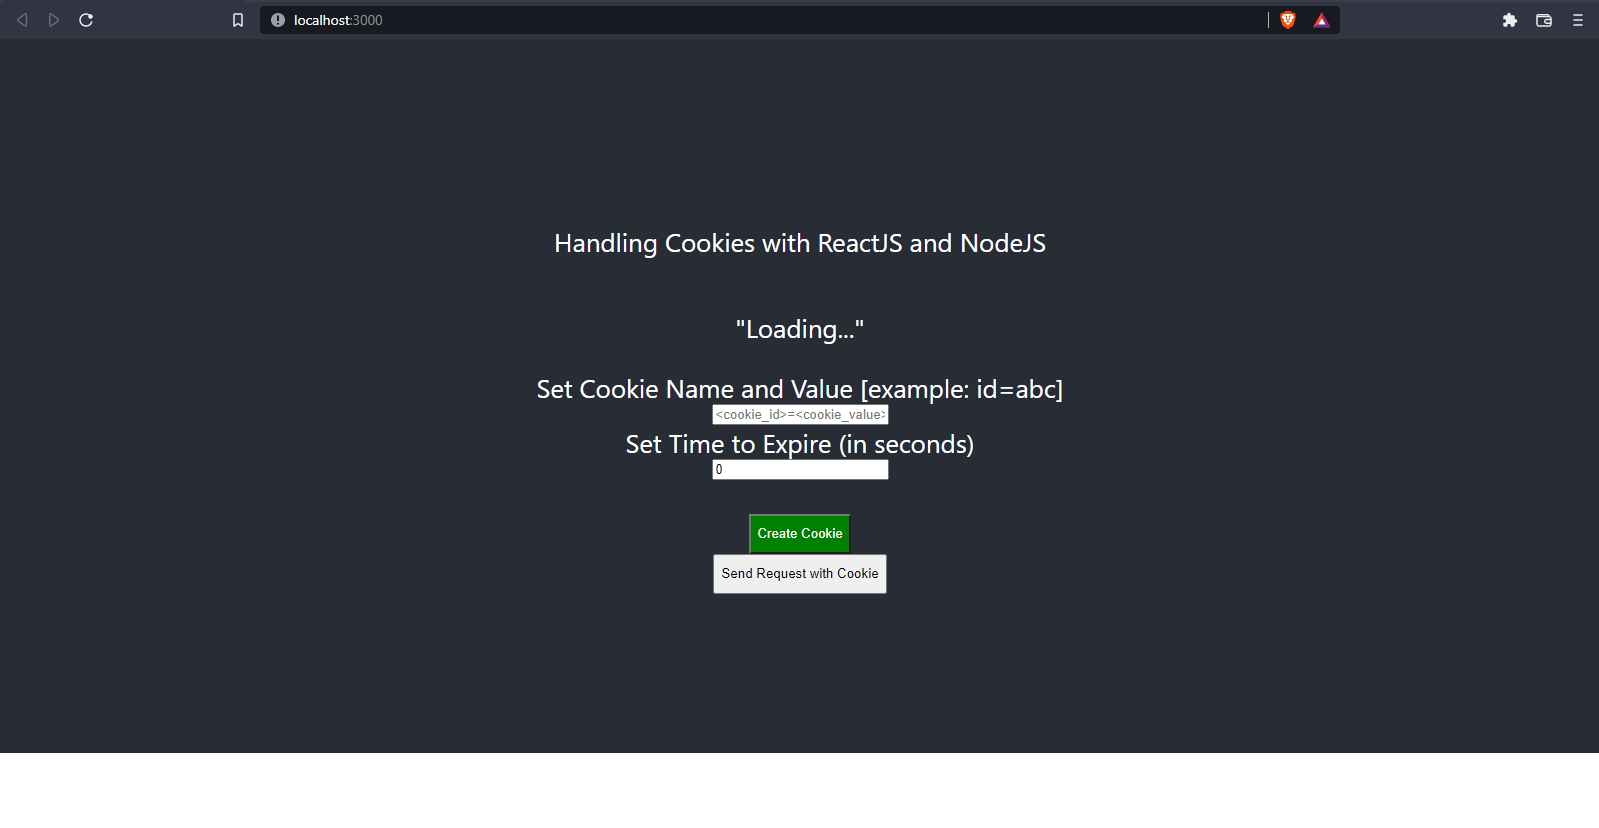 localhost:3000
Handling Cookies with ReactJS and NodeJS
"Loading..."
Set Cookie Name and Value [example: id=abc]
<cookie_id>=<cookie_value>
Set Time to Expire (in seconds)
0
Create Cookie
Send Request with Cookie